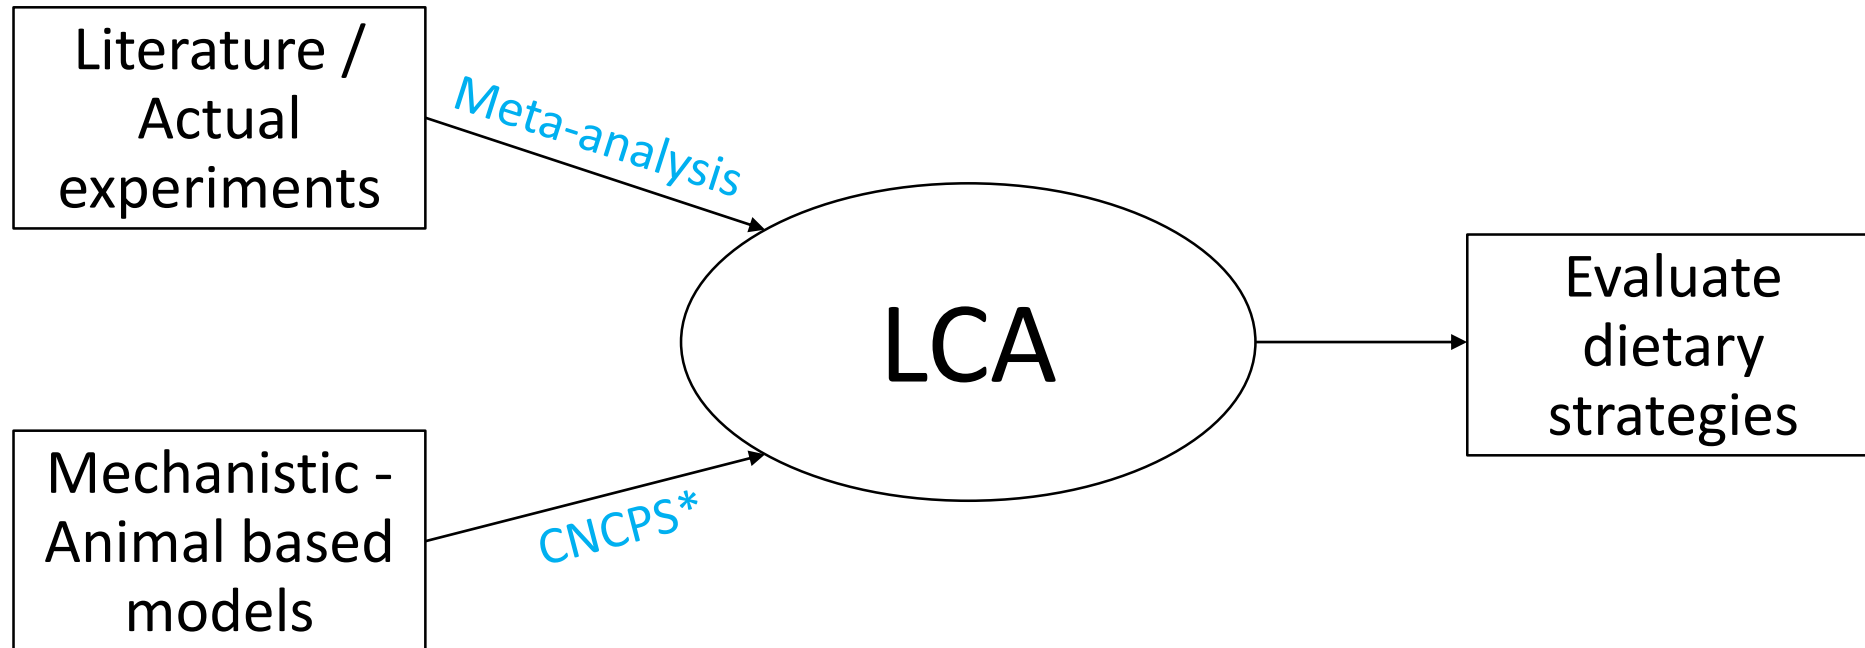 Literature /
Actual
experiments
Meta-analysis
LCA
Evaluate
dietary
strategies
Mechanistic -
Animal based
models
CNCPS*